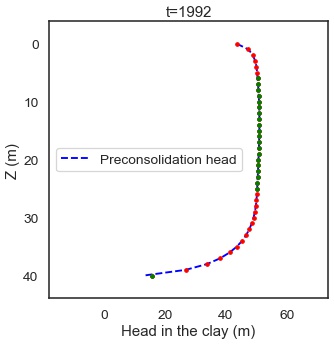 t=1992
0
10
20
30
40
Z (m)
Preconsolidation head
0 20 40 60
Head in the clay (m)